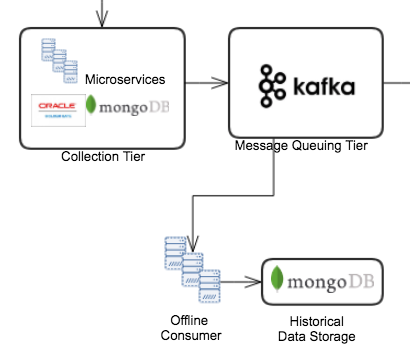 Microservices
ORACLE
mongoDB
kafka
Collection Tier
Message Queuing Tier
mongoDB
Offline
Consumer
Historical
Data Storage